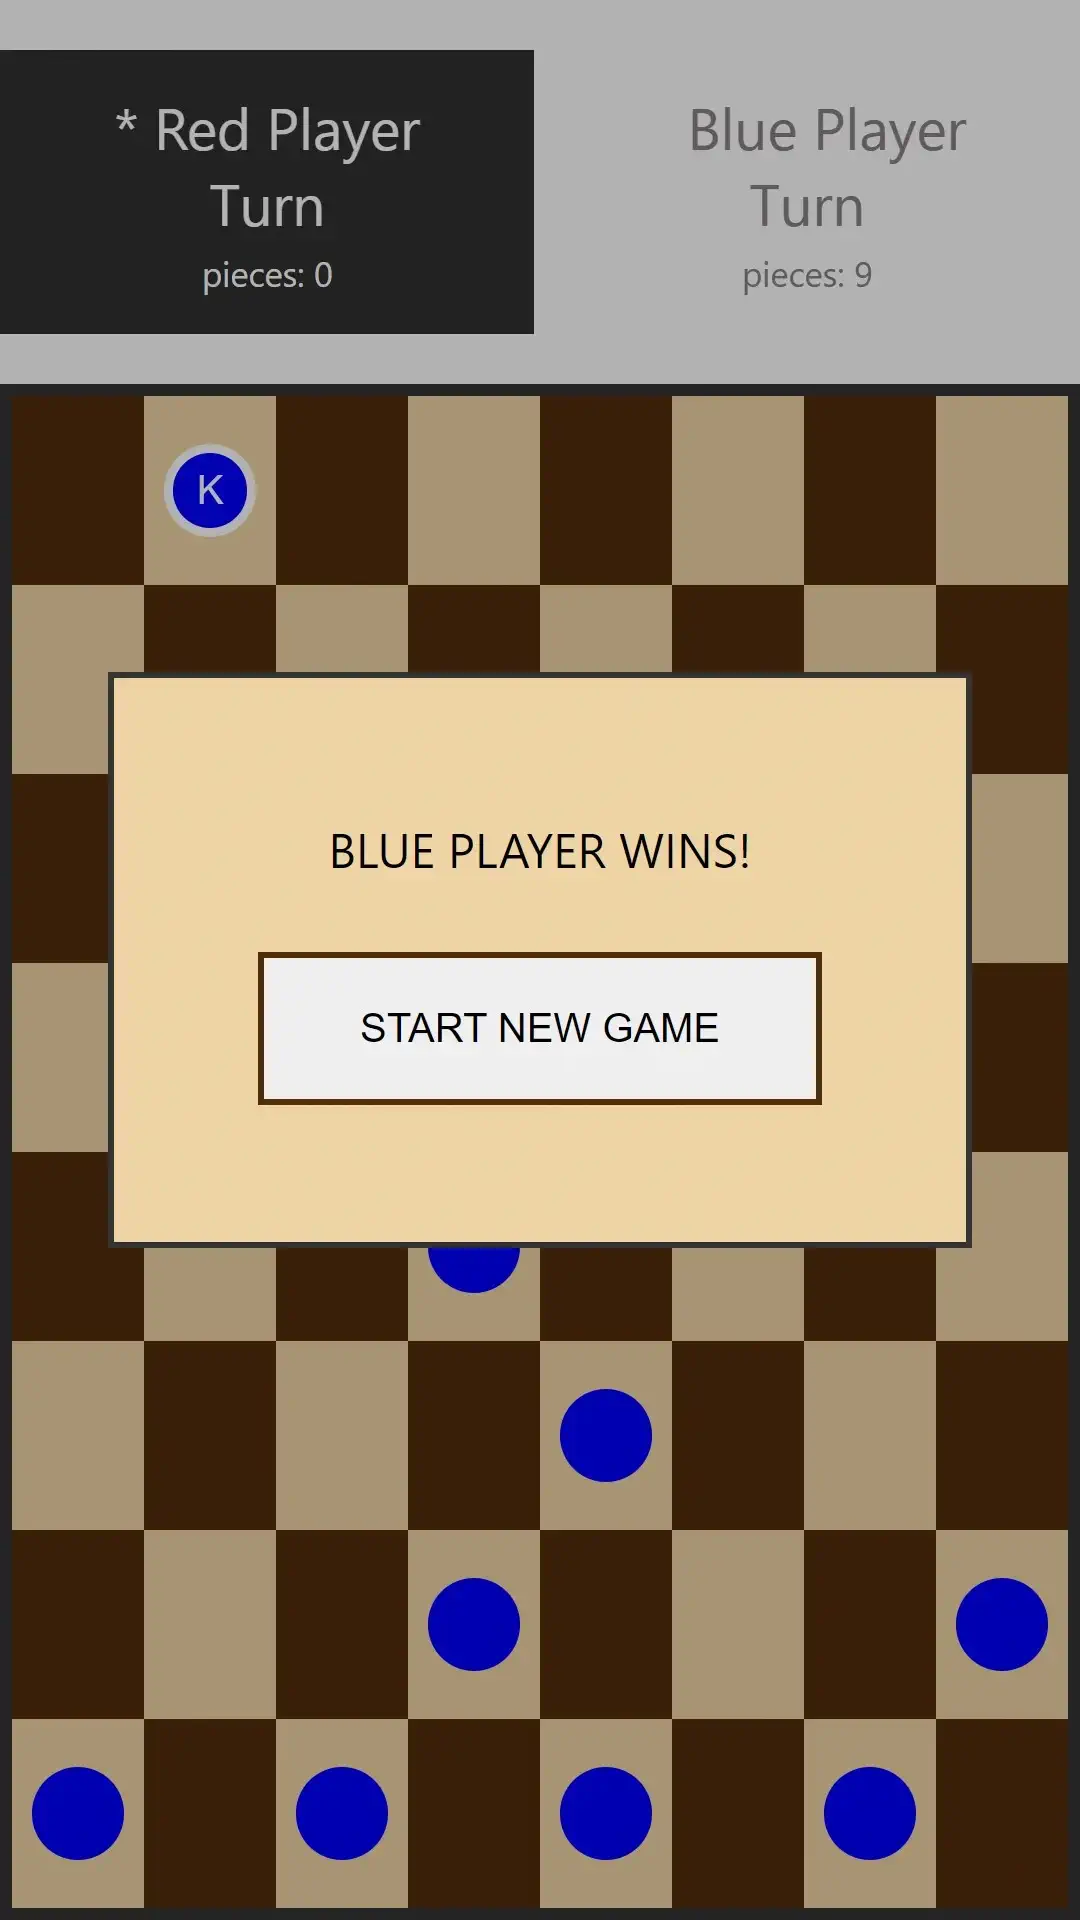 * Red Player
Turn
pieces: 0
Blue Player
Turn
pieces: 9
K
BLUE PLAYER WINS!
START NEW GAME